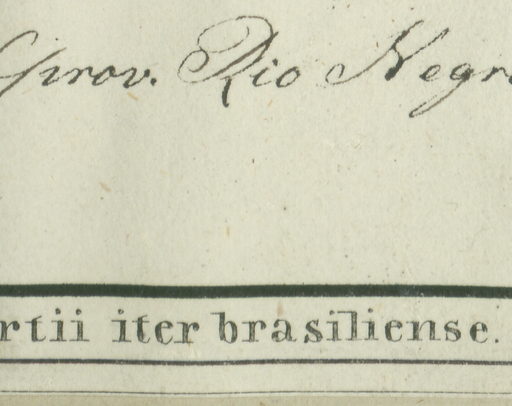 prov. Rio Negr
rtii iter brasiliense.